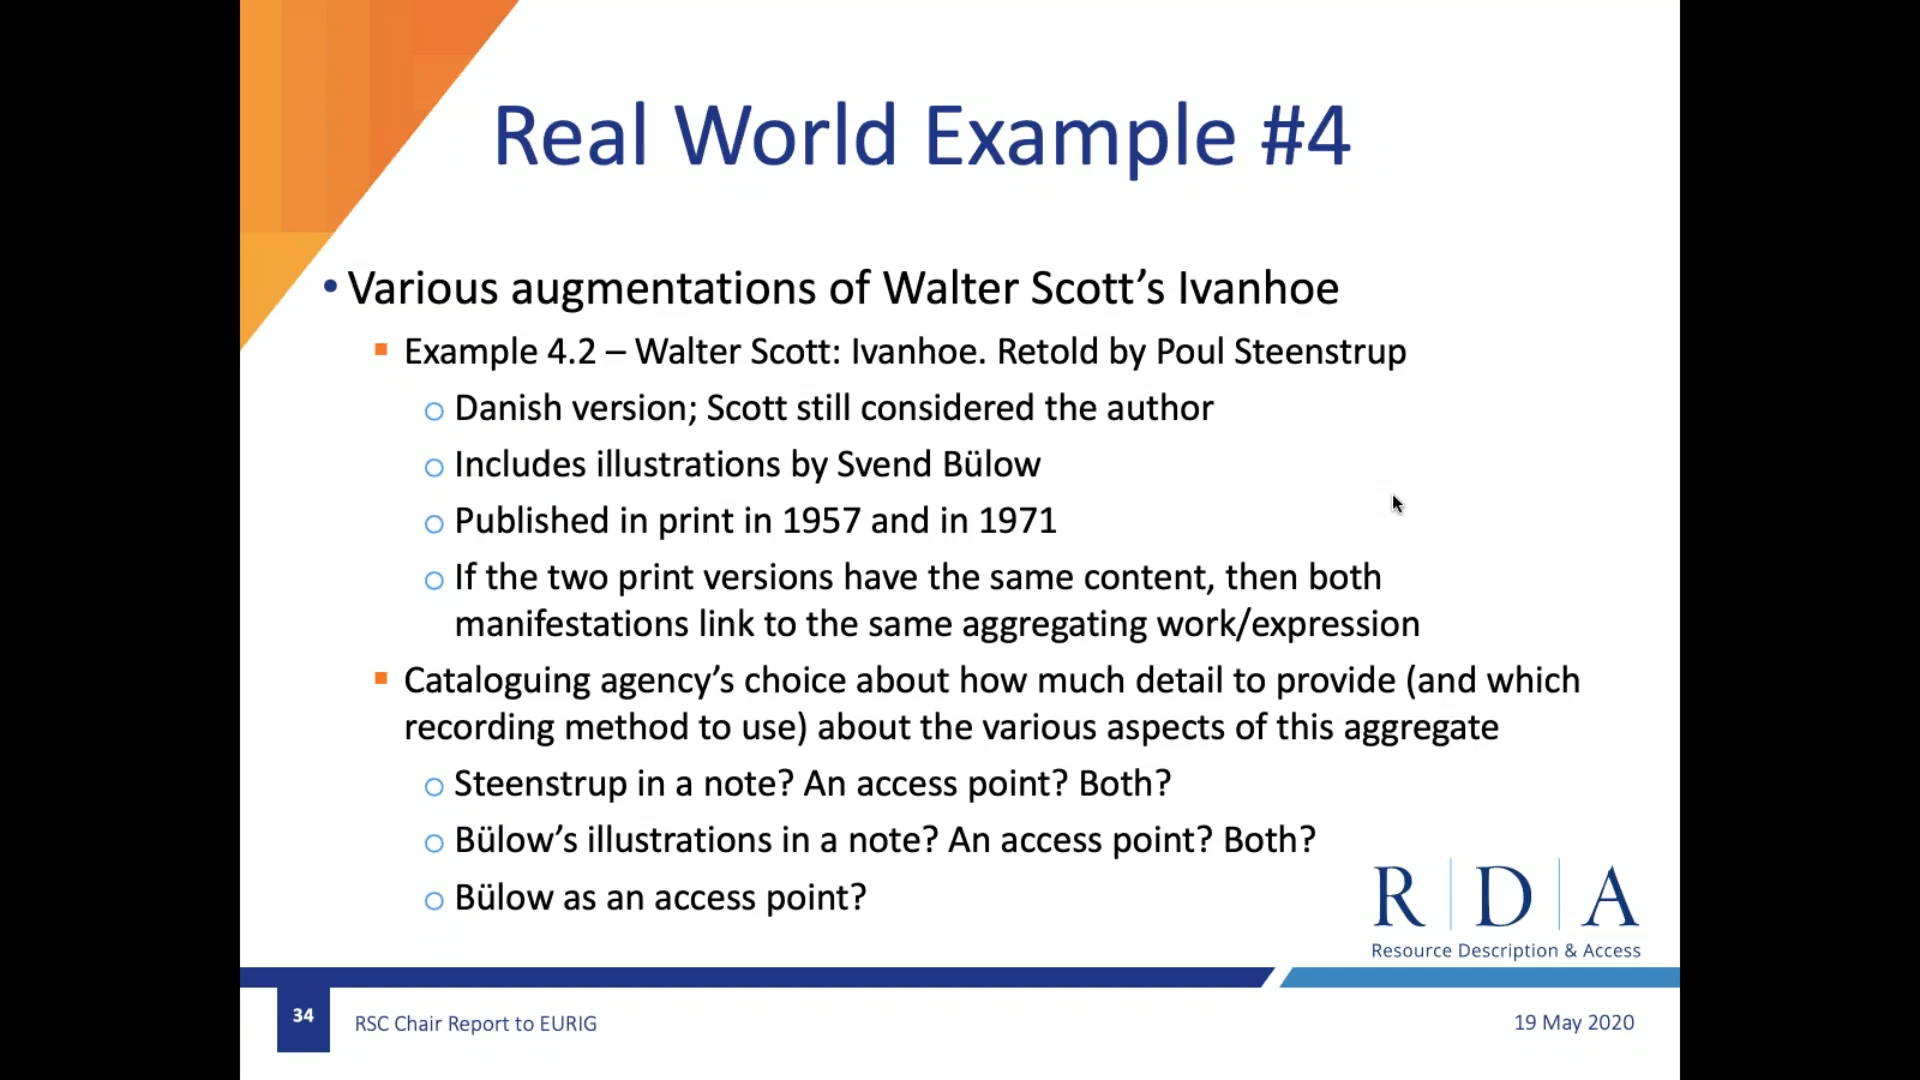 Real World Example #4
• Various augmentations of Walter Scott’s Ivanhoe
▪ Example 4.2 – Walter Scott: Ivanhoe. Retold by Poul Steenstrup
o Danish version; Scott still considered the author
o Includes illustrations by Svend Bülow
o Published in print in 1957 and in 1971
o If the two print versions have the same content, then both
manifestations link to the same aggregating work/expression
▪ Cataloguing agency’s choice about how much detail to provide (and which
recording method to use) about the various aspects of this aggregate
o Steenstrup in a note? An access point? Both?
o Bülow’s illustrations in a note? An access point? Both?
o Bülow as an access point?
R D A
Resource Description & Access
34
RSC Chair Report to EURIG
19 May 2020